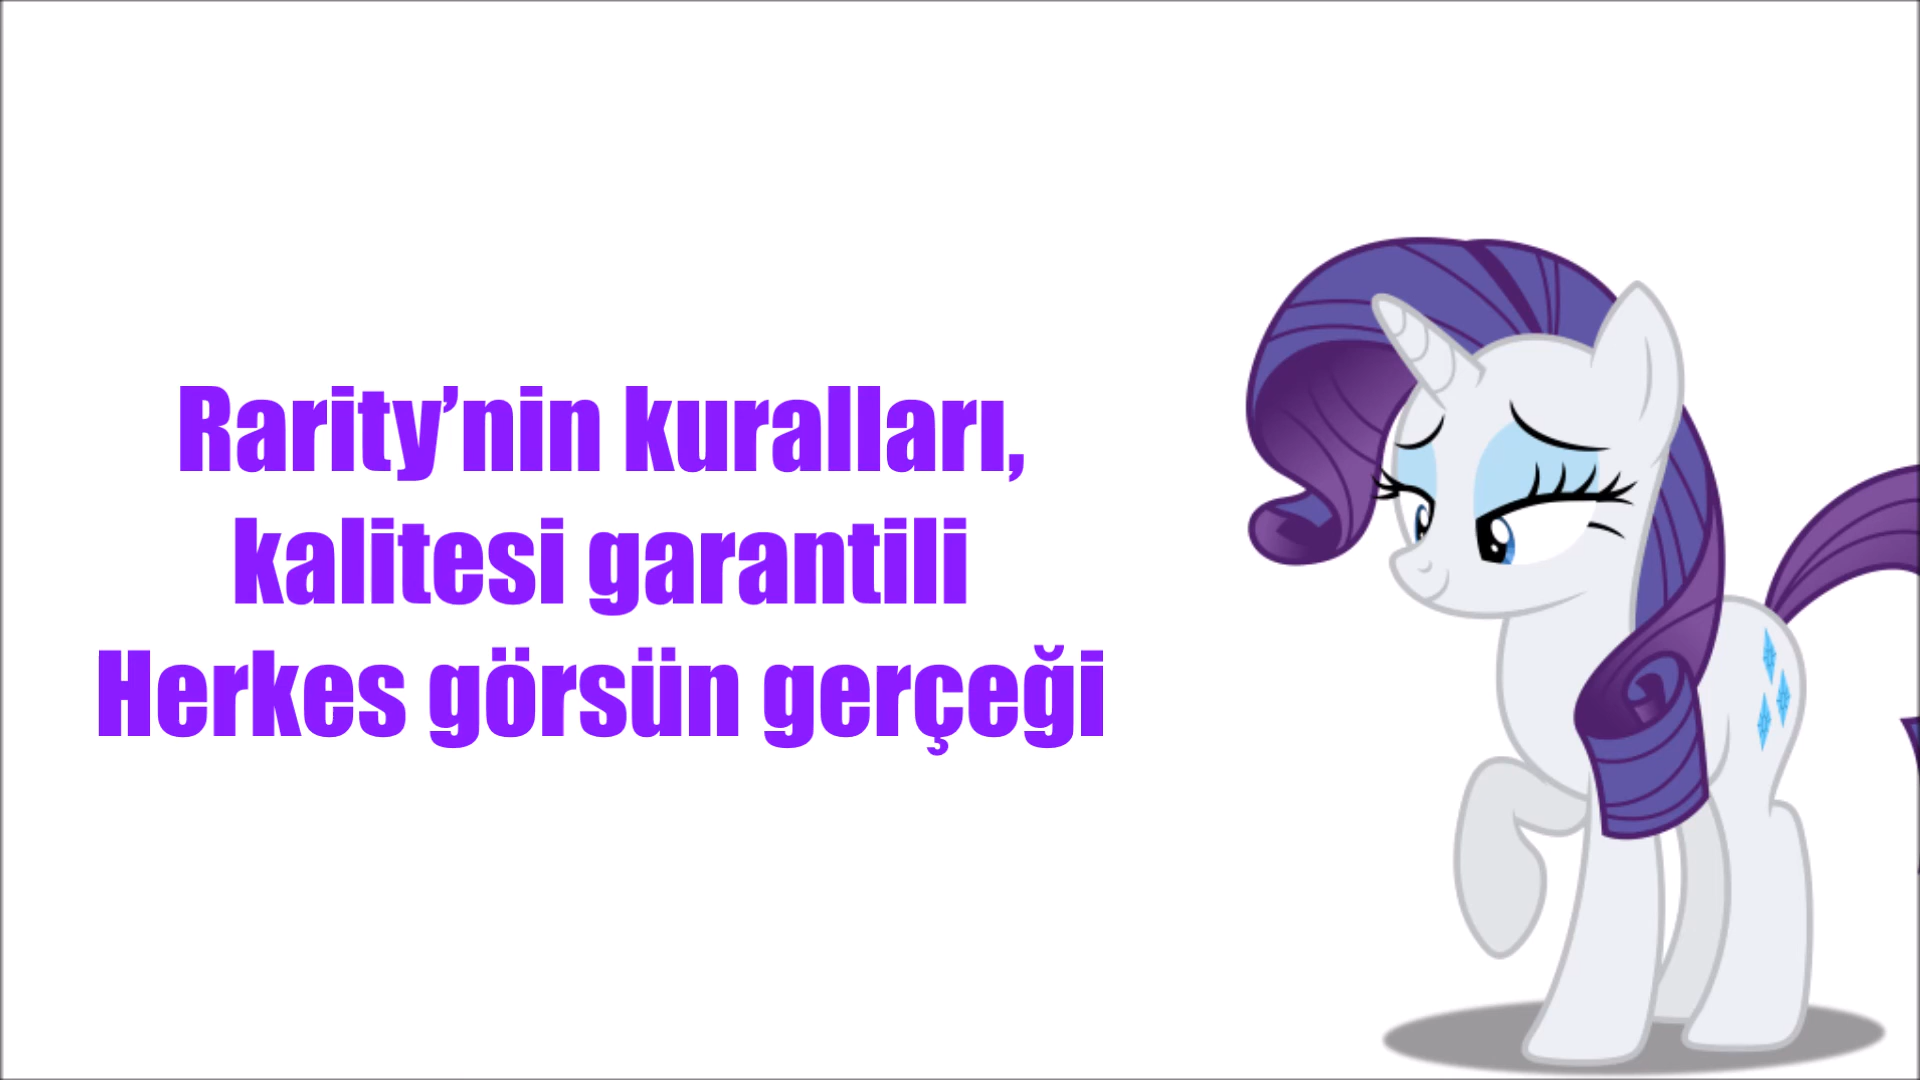 Rarity’nin kuralları,
kalitesi garantili
Herkes görsün gerçeği